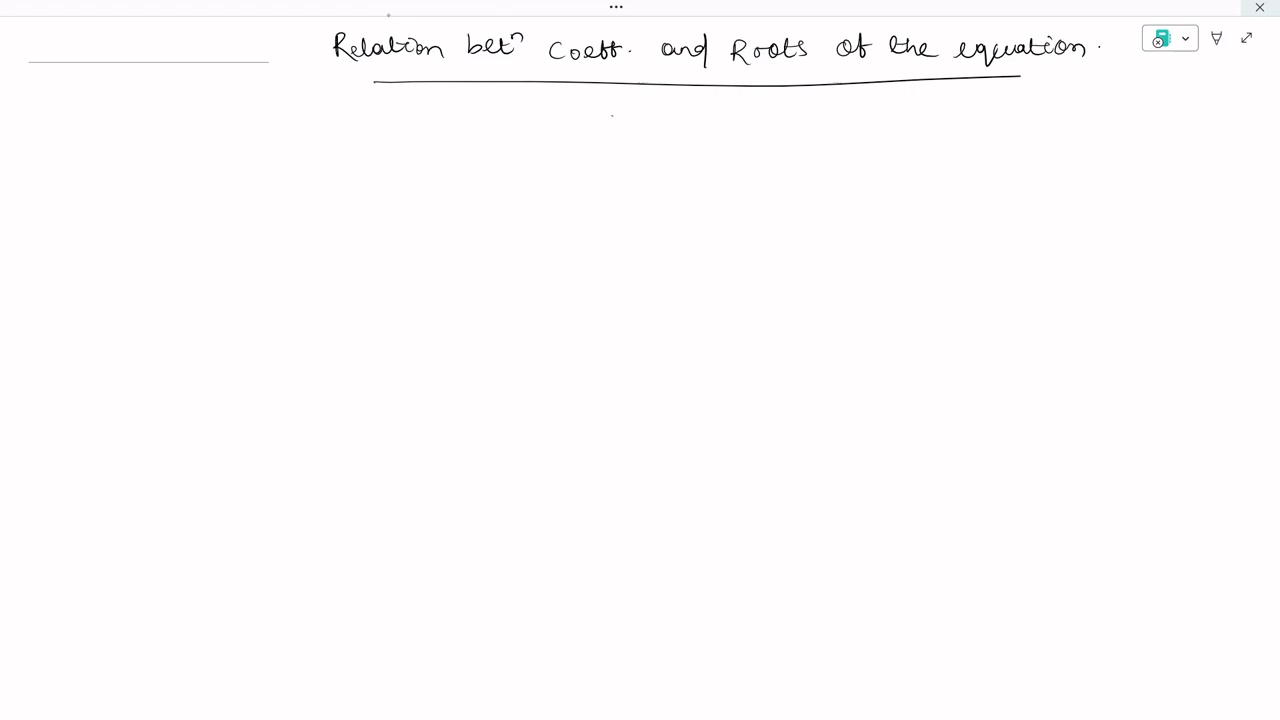 Relation betⁿ Coeff. and Roots of the equation.